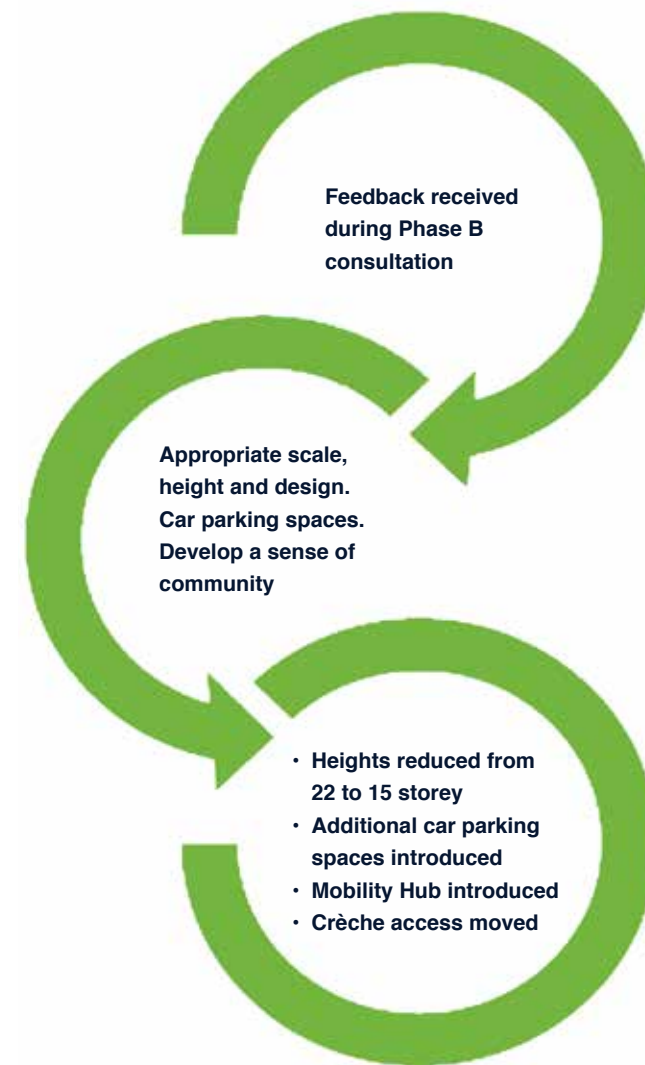 Feedback received
during Phase B
consultation
Appropriate scale,
height and design.
Car parking spaces.
Develop a sense of
community
• Heights reduced from
22 to 15 storey
• Additional car parking
spaces introduced
• Mobility Hub introduced
• Crèche access moved